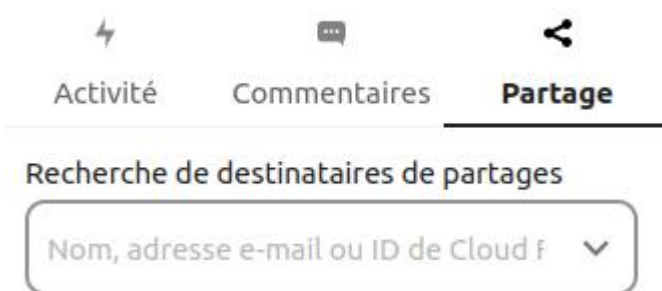 Activité Commentaires Partage
Recherche de destinataires de partages
Nom, adresse e-mail ou ID de Cloud